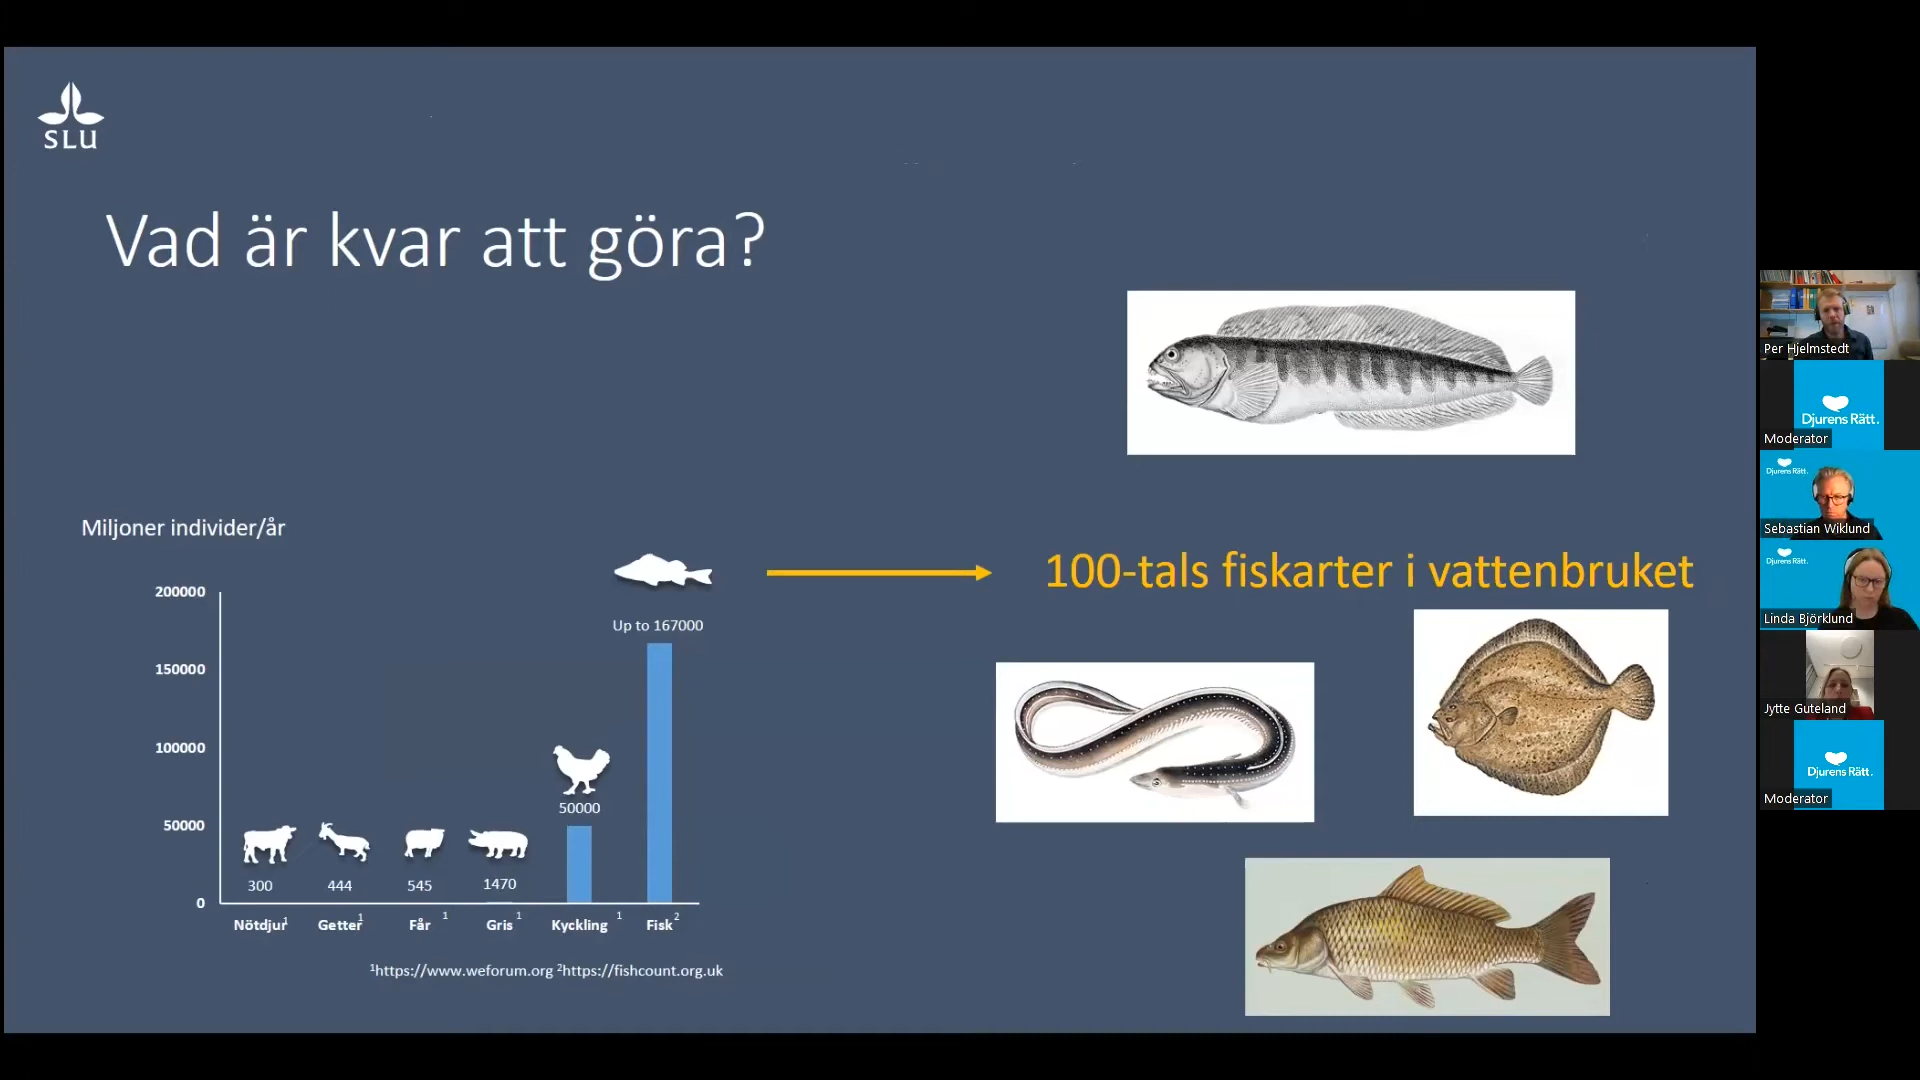 SLU
Vad är kvar att göra?
Miljoner individer/år
100-tals fiskarter i vattenbruket
Up to 167000
200000
150000
100000
50000
0
50000
300
444
545
1470
Nötdjur¹
Getter¹
Får¹
Gris¹
Kyckling¹
Fisk²
¹https://www.weforum.org ²https://fishcount.org.uk
Per Hjelmstedt
Djurens Rätt.
Moderator
Djurens Rätt.
Sebastian Wiklund
Djurens Rätt.
Linda Björklund
Jytte Guteland
Djurens Rätt.
Moderator